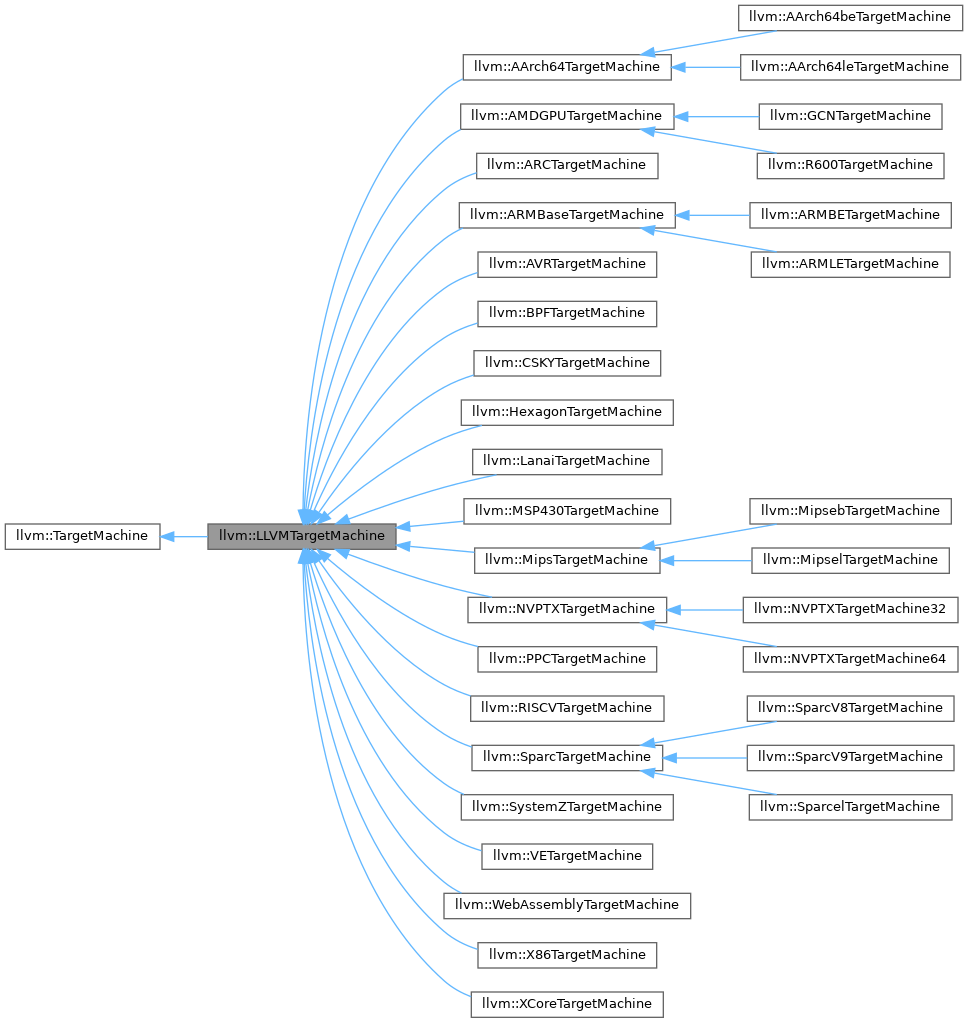 llvm::AArch64beTargetMachine
llvm::AArch64TargetMachine
llvm::AArch64leTargetMachine
llvm::AMDGPUTargetMachine
llvm::GCNTargetMachine
llvm::ARCTargetMachine
llvm::R600TargetMachine
llvm::ARMBaseTargetMachine
llvm::ARMBETargetMachine
llvm::AVRTargetMachine
llvm::ARMLETargetMachine
llvm::BPFTargetMachine
llvm::CSKYTargetMachine
llvm::HexagonTargetMachine
llvm::LanaiTargetMachine
llvm::MSP430TargetMachine
llvm::MipsebTargetMachine
llvm::TargetMachine
llvm::LLVMTargetMachine
llvm::MipsTargetMachine
llvm::MipselTargetMachine
llvm::NVPTXTargetMachine
llvm::NVPTXTargetMachine32
llvm::PPCTargetMachine
llvm::NVPTXTargetMachine64
llvm::RISCVTargetMachine
llvm::SparcV8TargetMachine
llvm::SparcTargetMachine
llvm::SparcV9TargetMachine
llvm::SystemZTargetMachine
llvm::SparcelTargetMachine
llvm::VETargetMachine
llvm::WebAssemblyTargetMachine
llvm::X86TargetMachine
llvm::XCoreTargetMachine